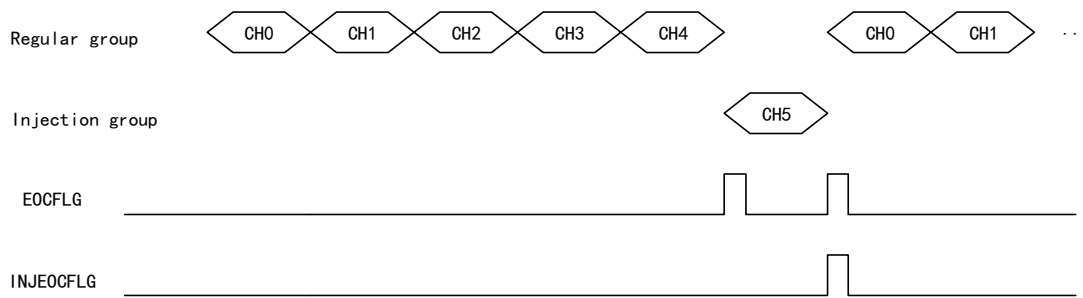 Regular group CH0 CH1 CH2 CH3 CH4 CH0 CH1 ..
Injection group CH5
EOCFLG
INJEOCFLG